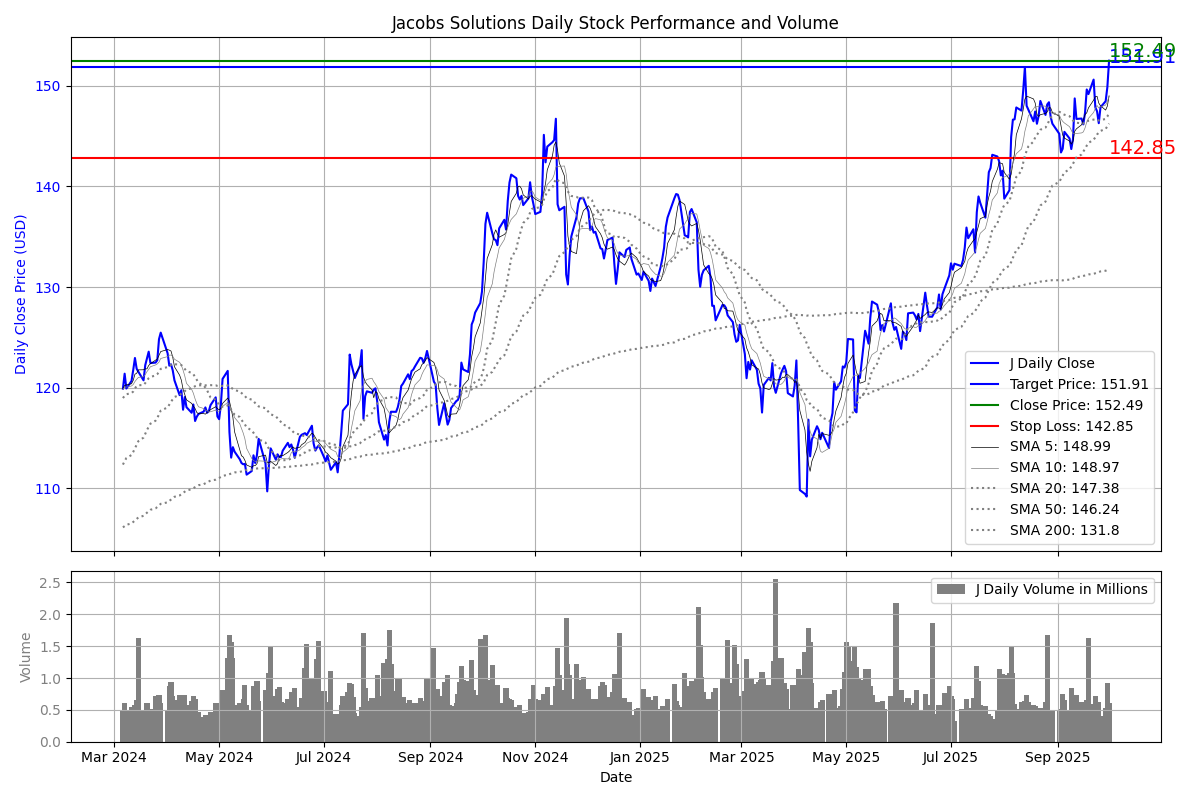 Jacobs Solutions Daily Stock Performance and Volume
152.49
151.91
150
142.85
140
130
120
110
Daily Close Price (USD)
J Daily Close
Target Price: 151.91
Close Price: 152.49
Stop Loss: 142.85
SMA 5: 148.99
SMA 10: 148.97
SMA 20: 147.38
SMA 50: 146.24
SMA 200: 131.8
2.5
2.0
1.5
1.0
0.5
0.0
Volume
J Daily Volume in Millions
Mar 2024 May 2024 Jul 2024 Sep 2024 Nov 2024 Jan 2025 Mar 2025 May 2025 Jul 2025 Sep 2025
Date